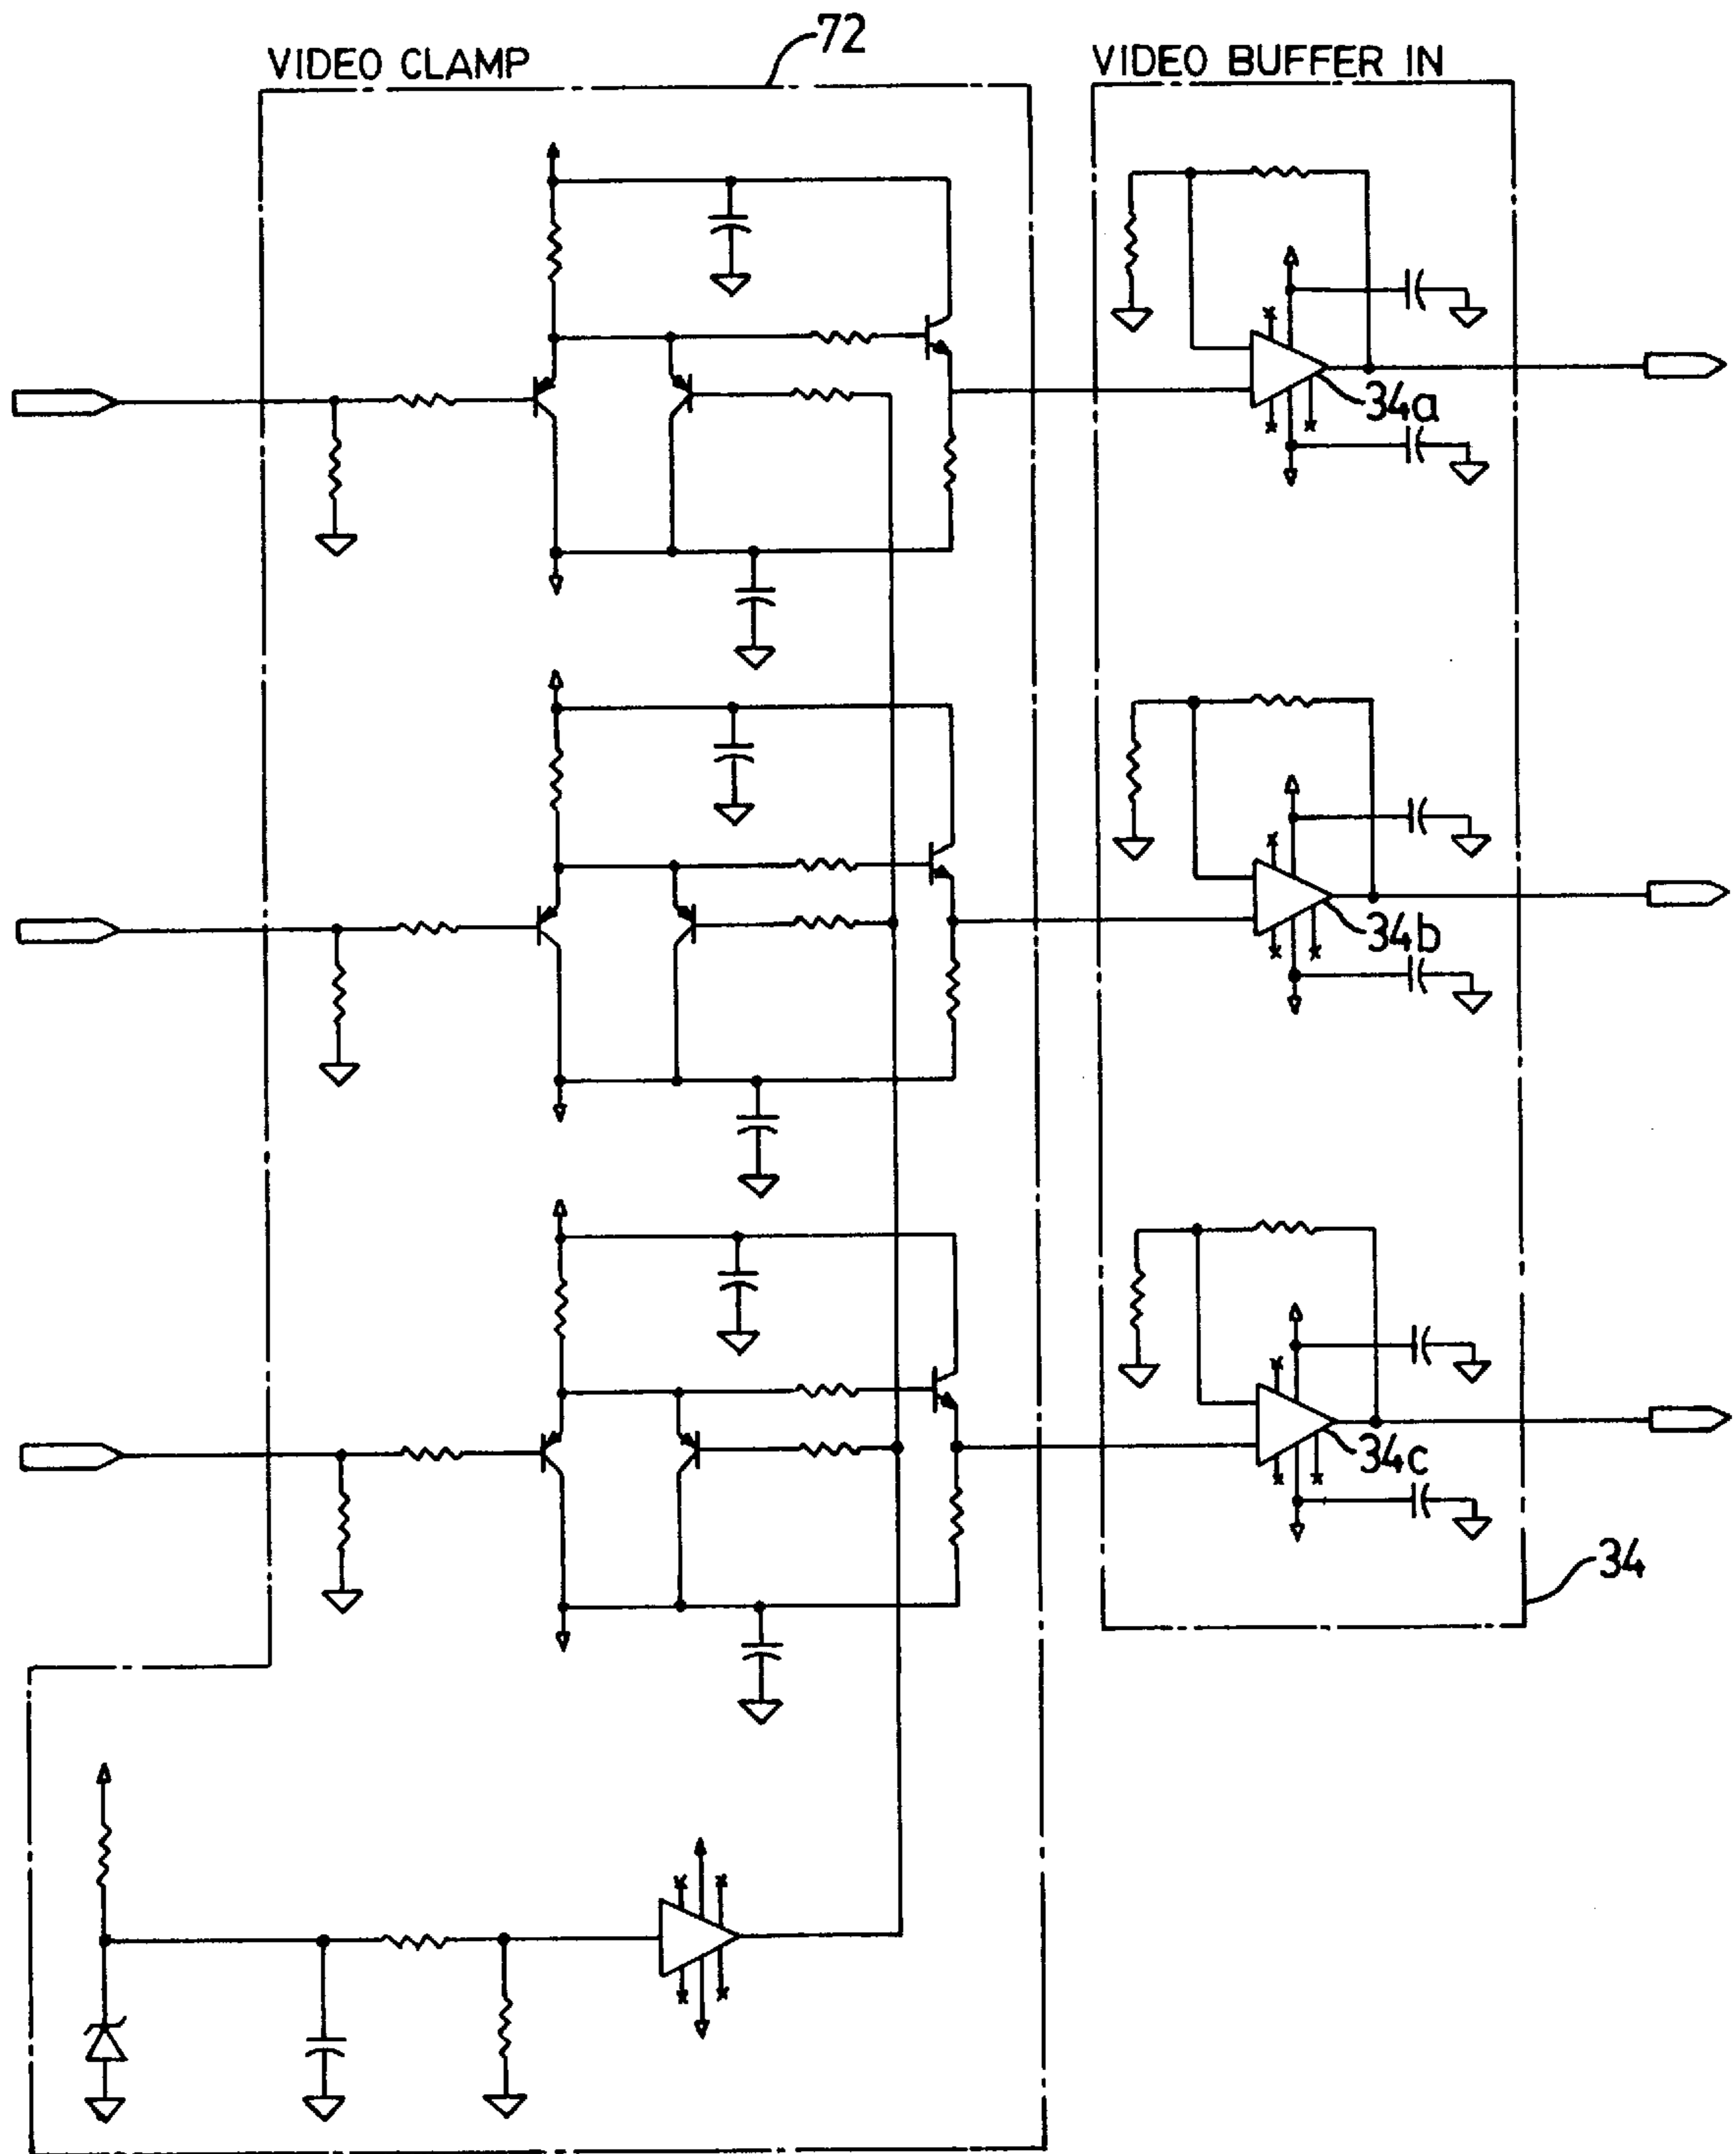 72
VIDEO CLAMP
VIDEO BUFFER IN
34a
34b
34c
34